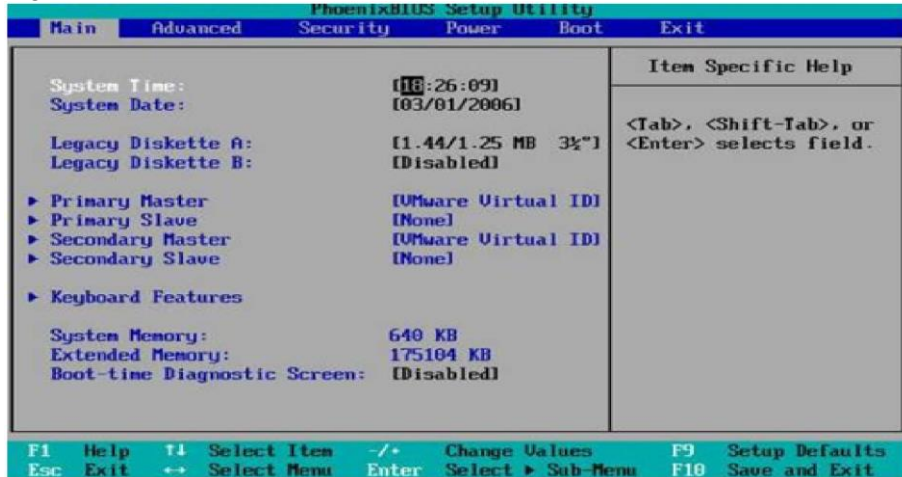 PhoenixBIOS Setup Utility
Main Advanced Security Power Boot Exit
Item Specific Help
System Time: [18:26:09]
System Date: [03/01/2006]
<Tab>, <Shift-Tab>, or
<Enter> selects field.
Legacy Diskette A: [1.44/1.25 MB 3½"]
Legacy Diskette B: [Disabled]
▶ Primary Master [VMware Virtual ID]
▶ Primary Slave [None]
▶ Secondary Master [VMware Virtual ID]
▶ Secondary Slave [None]
▶ Keyboard Features
System Memory: 640 KB
Extended Memory: 175104 KB
Boot-time Diagnostic Screen: [Disabled]
F1 Help ↑↓ Select Item -/+ Change Values F9 Setup Defaults
Esc Exit ↔ Select Menu Enter Select ▶ Sub-Menu F10 Save and Exit